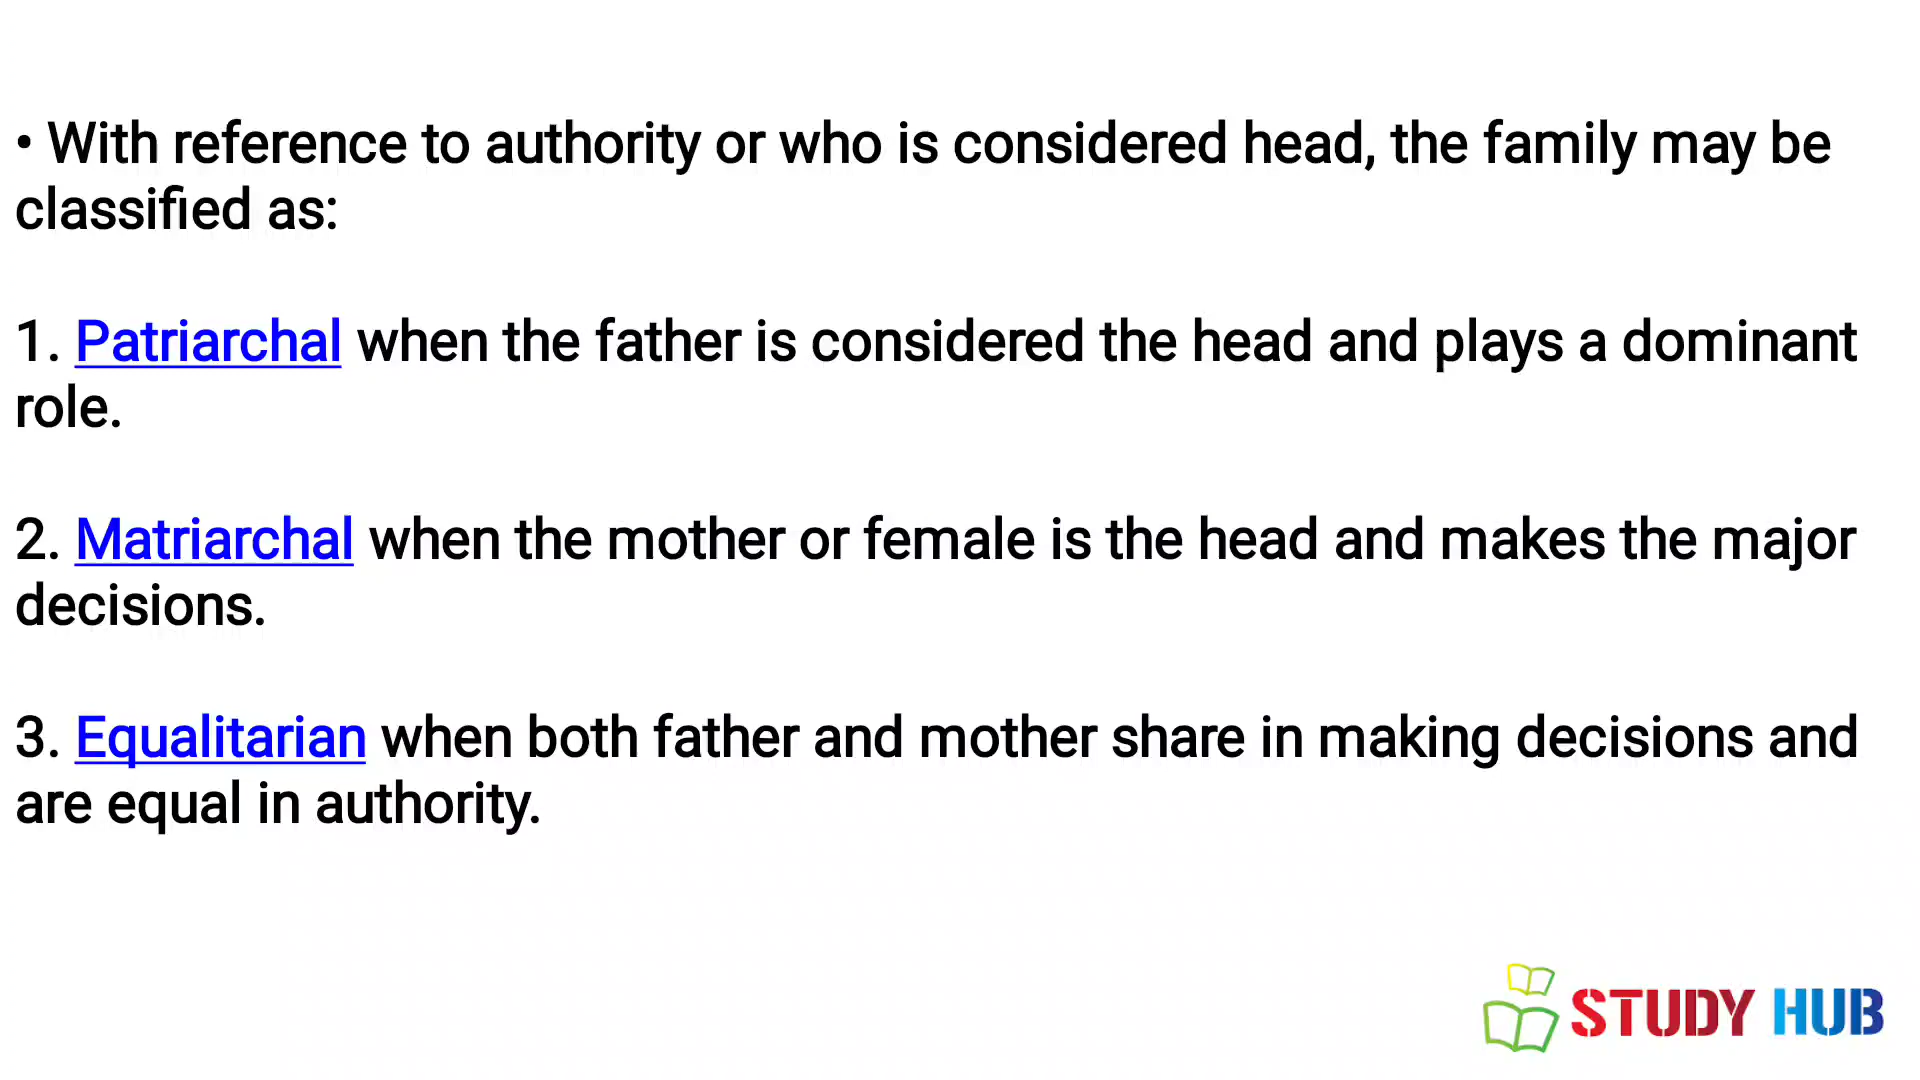 • With reference to authority or who is considered head, the family may be
classified as:
1. Patriarchal when the father is considered the head and plays a dominant
role.
2. Matriarchal when the mother or female is the head and makes the major
decisions.
3. Equalitarian when both father and mother share in making decisions and
are equal in authority.
STUDY HUB